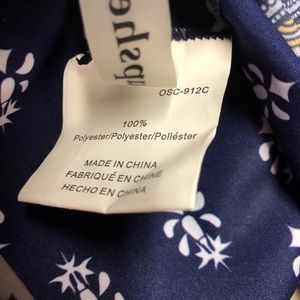 OSC-912C
100%
Polyester/Polyester/Poliéster
MADE IN CHINA
FABRIQUÉ EN CHINE
HECHO EN CHINA